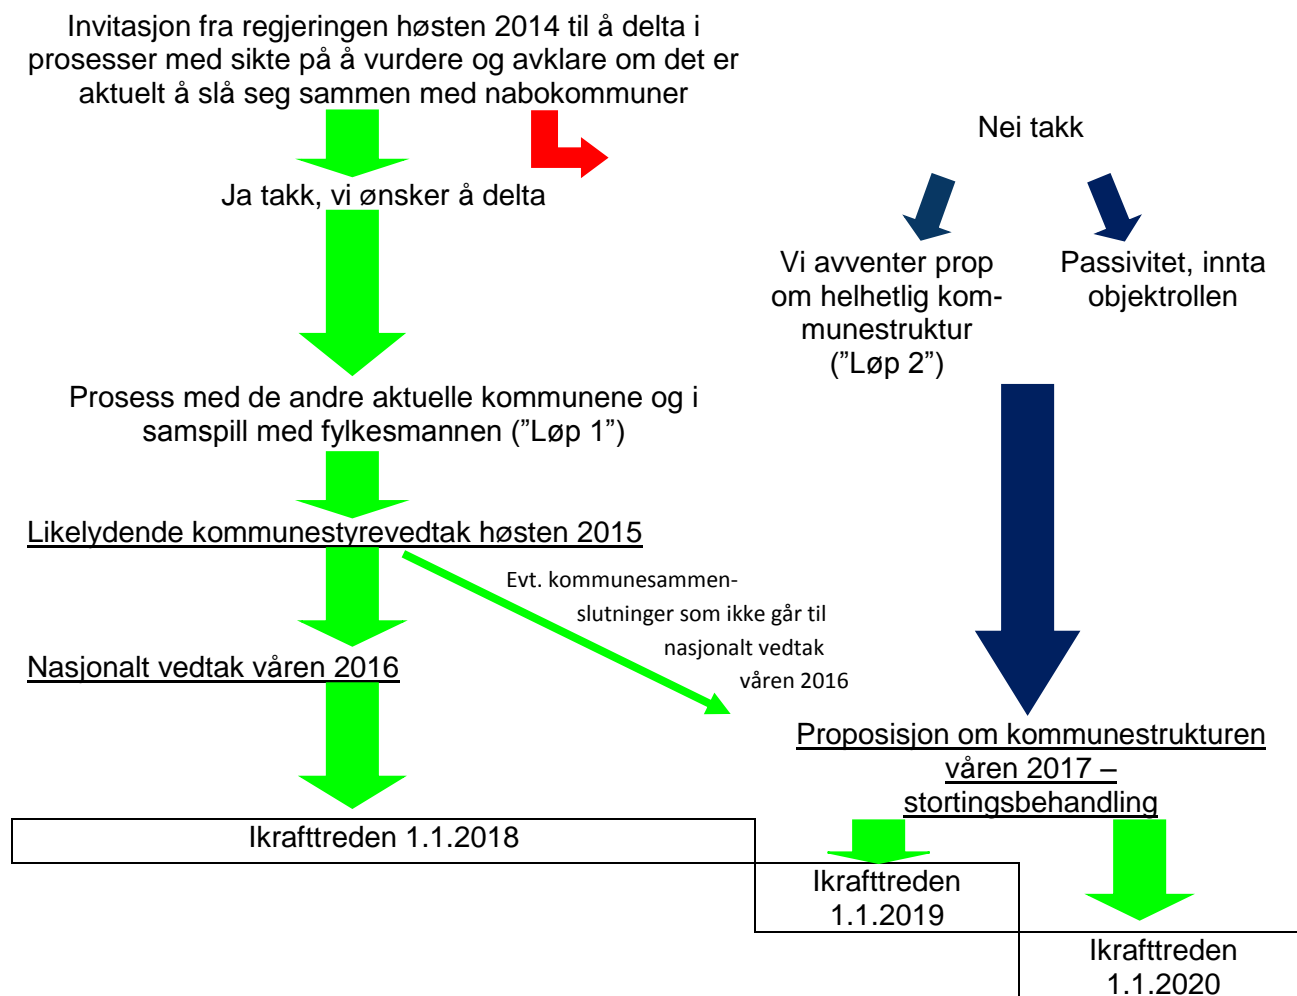 Invitasjon fra regjeringen høsten 2014 til å delta i
prosesser med sikte på å vurdere og avklare om det er
aktuelt å slå seg sammen med nabokommuner
Nei takk
Ja takk, vi ønsker å delta
Vi avventer prop
om helhetlig kom-
munestruktur
(”Løp 2”)
Passivitet, innta
objektrollen
Prosess med de andre aktuelle kommunene og i
samspill med fylkesmannen (”Løp 1”)
Likelydende kommunestyrevedtak høsten 2015
Evt. kommunesammen-
slutninger som ikke går til
nasjonalt vedtak
våren 2016
Nasjonalt vedtak våren 2016
Proposisjon om kommunestrukturen
våren 2017 –
stortingsbehandling
Ikrafttreden 1.1.2018
Ikrafttreden
1.1.2019
Ikrafttreden
1.1.2020